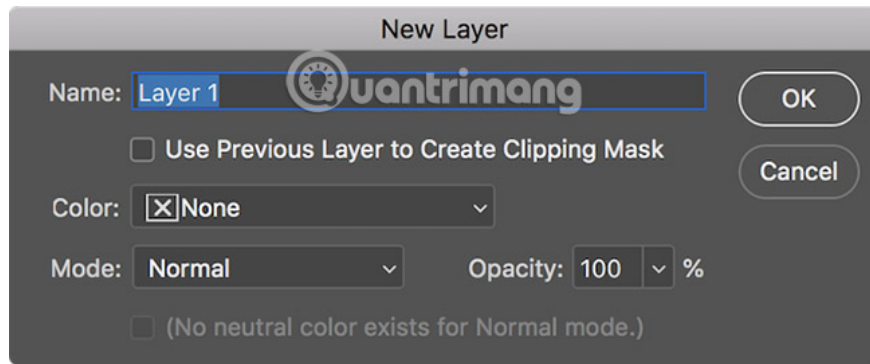 New Layer
Name: Layer 1
Quantrimang
OK
Use Previous Layer to Create Clipping Mask
Cancel
Color: None
Mode: Normal Opacity: 100 %
(No neutral color exists for Normal mode.)